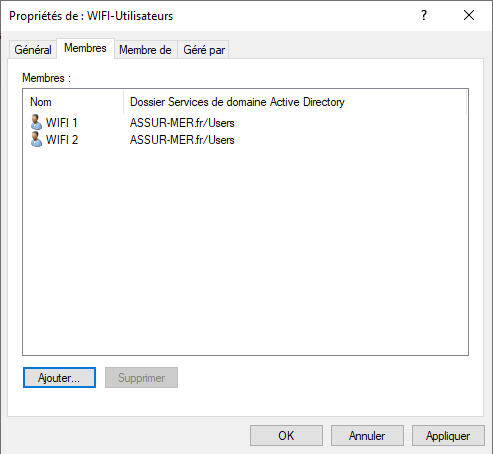 Propriétés de : WIFI-Utilisateurs
?
Général Membres Membre de Géré par
Membres :
Nom Dossier Services de domaine Active Directory
WIFI 1 ASSUR-MER.fr/Users
WIFI 2 ASSUR-MER.fr/Users
Ajouter... Supprimer
OK Annuler Appliquer